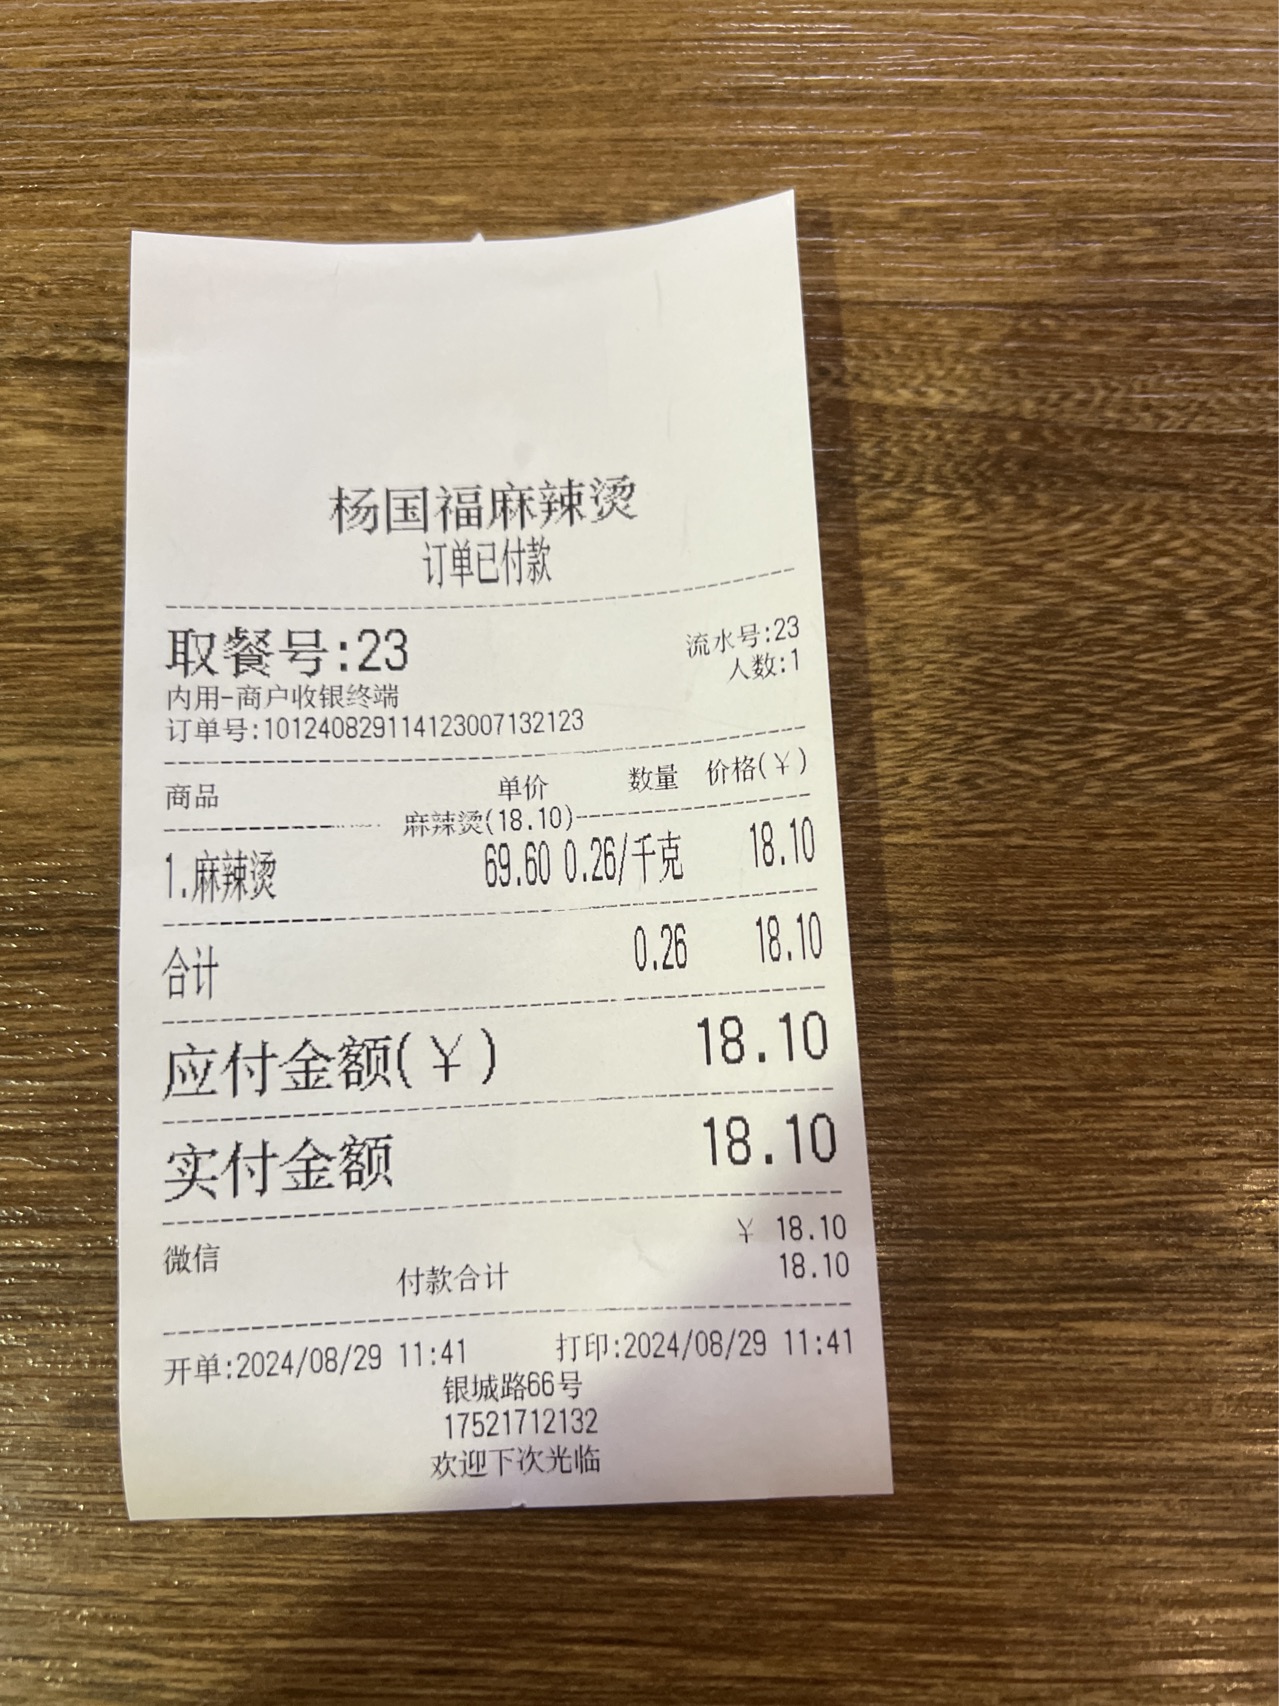 杨国福麻辣烫
订单已付款
取餐号:23 流水号:23
人数:1
内用-商户收银终端
订单号:101240829114123007132123
商品 单价 数量 价格(¥)
麻辣烫(18.10)
1.麻辣烫 69.60 0.26/千克 18.10
合计 0.26 18.10
应付金额(¥) 18.10
实付金额 18.10
微信 ¥ 18.10
付款合计 18.10
开单:2024/08/29 11:41 打印:2024/08/29 11:41
银城路66号
17521712132
欢迎下次光临